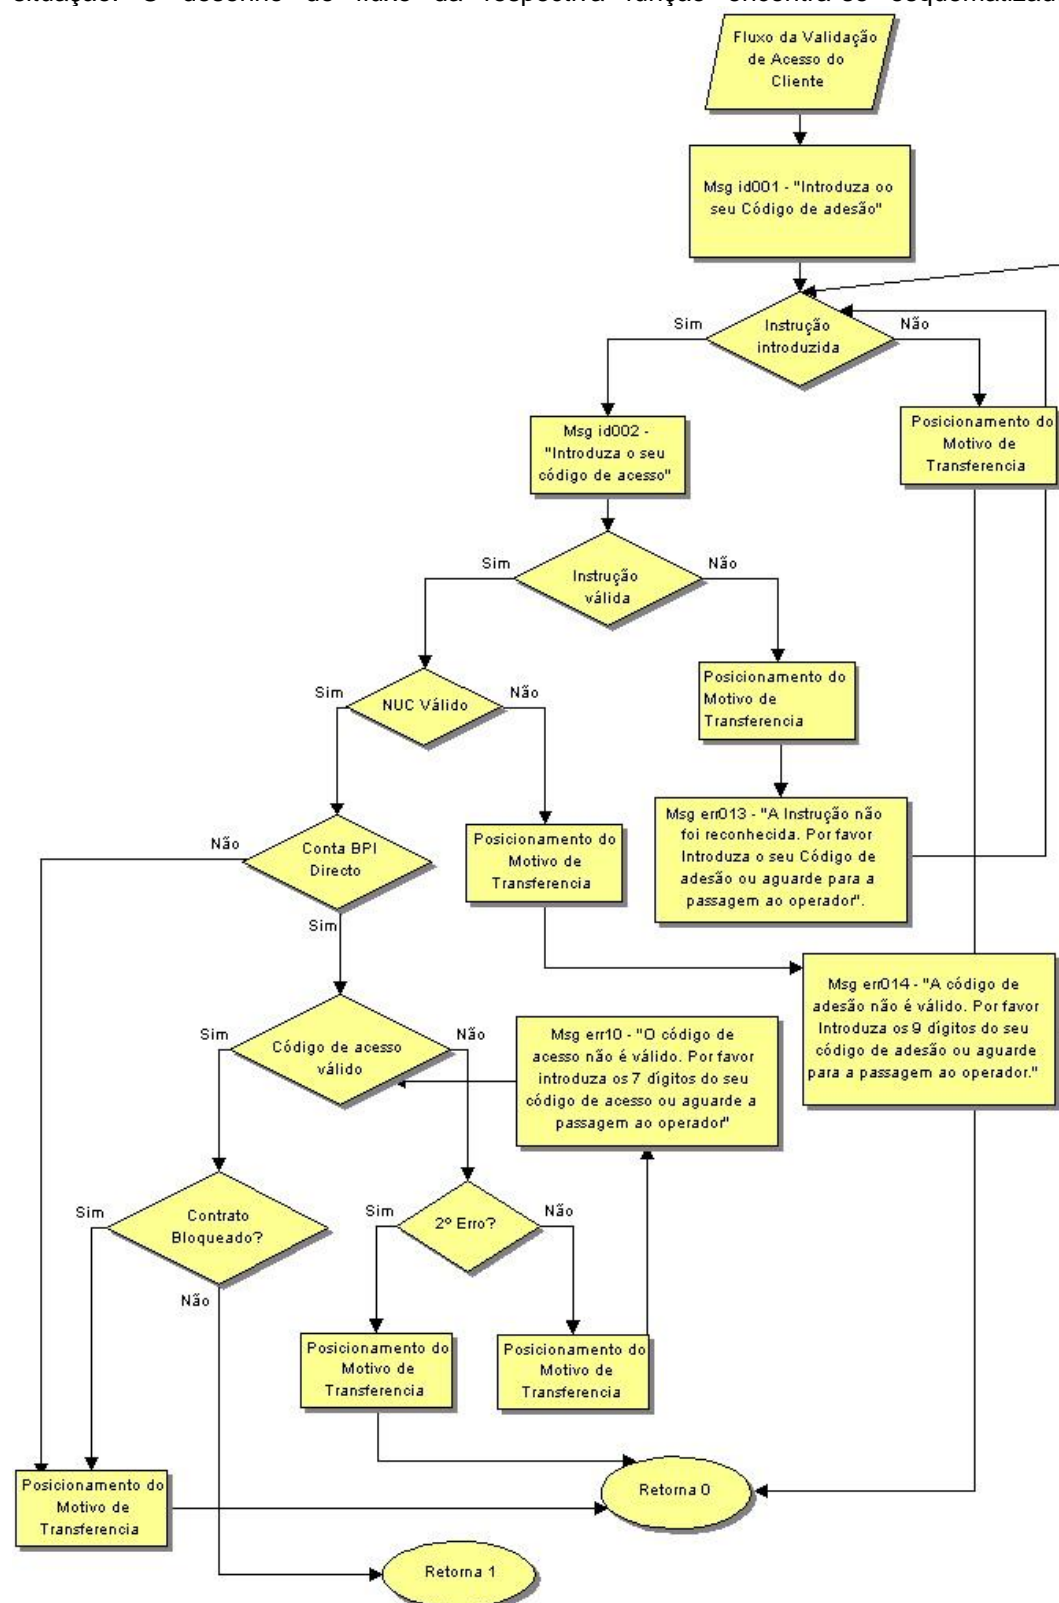 situação. O desenho do fluxo da respectiva função encontra-se esquematizad
Fluxo da Validação
de Acesso do
Cliente
Msg id001 - "Introduza oo
seu Código de adesão"
Sim
Instrução
introduzida
Não
Msg id002 -
"Introduza o seu
código de acesso"
Posicionamento do
Motivo de
Transferencia
Sim
Instrução
válida
Não
Posicionamento do
Motivo de
Transferencia
Sim
NUC Válido
Não
Msg err013 - "A Instrução não
foi reconhecida. Por favor
Introduza o seu Código de
adesão ou aguarde para a
passagem ao operador".
Não
Conta BPI
Directo
Sim
Posicionamento do
Motivo de
Transferencia
Msg err014 - "A código de
adesão não é válido. Por favor
Introduza os 9 dígitos do seu
código de adesão ou aguarde
para a passagem ao operador."
Sim
Código de acesso
válido
Não
Msg err10 - "O código de
acesso não é válido. Por favor
introduza os 7 dígitos do seu
código de acesso ou aguarde a
passagem ao operador"
Sim
Contrato
Bloqueado?
Não
Sim
2º Erro?
Não
Posicionamento do
Motivo de
Transferencia
Posicionamento do
Motivo de
Transferencia
Posicionamento do
Motivo de
Transferencia
Retorna 0
Retorna 1